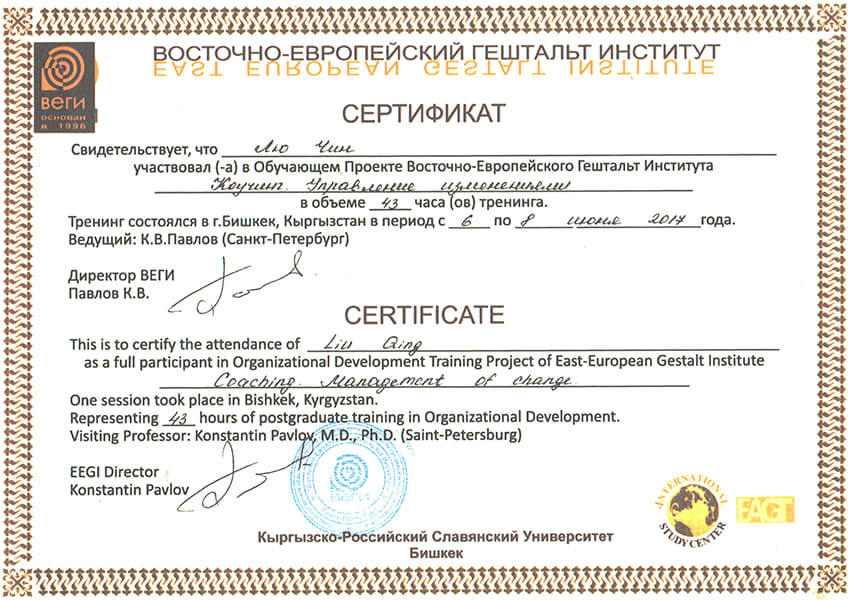 ВОСТОЧНО-ЕВРОПЕЙСКИЙ ГЕШТАЛЬТ ИНСТИТУТ
EAST EUROPEAN GESTALT INSTITUTE
ВЕГИ
основан
в 1996
СЕРТИФИКАТ
Свидетельствует, что Лю Чин
участвовал (-а) в Обучающем Проекте Восточно-Европейского Гештальт Института
Коучинг. Управление изменениями
в объеме 43 часа (ов) тренинга.
Тренинг состоялся в г.Бишкек, Кыргызстан в период с 6 по 8 июня 2017 года.
Ведущий: К.В.Павлов (Санкт-Петербург)
Директор ВЕГИ
Павлов К.В.
CERTIFICATE
This is to certify the attendance of Liu Qing
as a full participant in Organizational Development Training Project of East-European Gestalt Institute
Coaching. Management of change.
One session took place in Bishkek, Kyrgyzstan.
Representing 43 hours of postgraduate training in Organizational Development.
Visiting Professor: Konstantin Pavlov, M.D., Ph.D. (Saint-Petersburg)
EEGI Director
Konstantin Pavlov
ВЕГИ
INTERNATIONAL
STUDY CENTER
FAGT
Кыргызско-Российский Славянский Университет
Бишкек